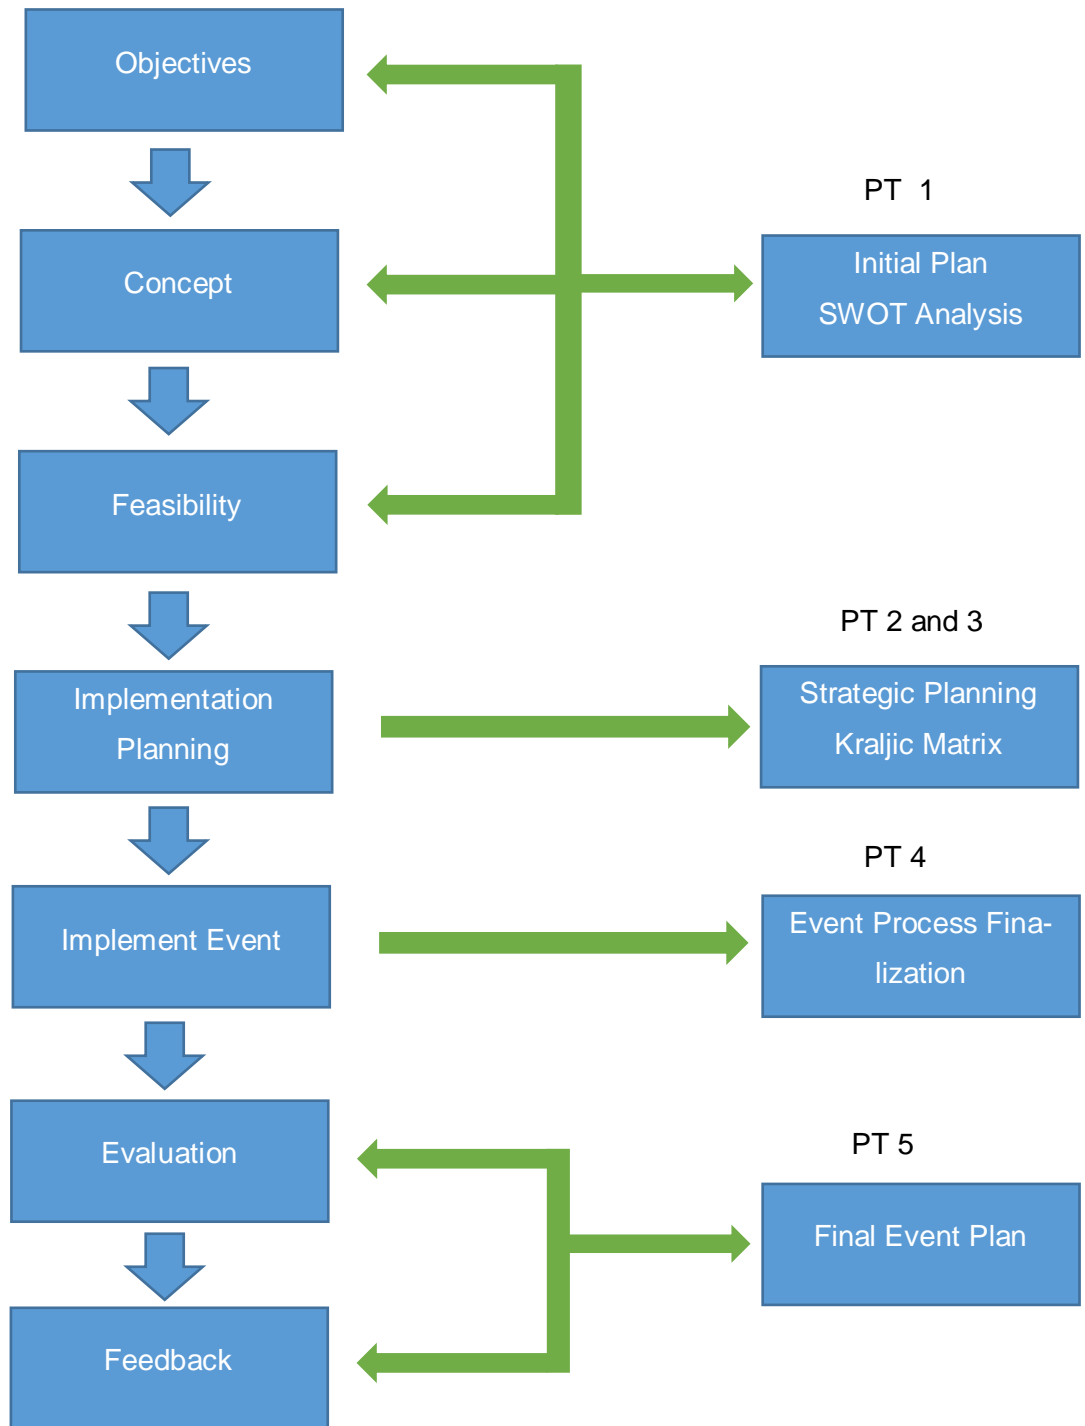 Objectives
PT 1
Concept
Initial Plan
SWOT Analysis
Feasibility
PT 2 and 3
Implementation
Planning
Strategic Planning
Kraljic Matrix
PT 4
Implement Event
Event Process Fina-
lization
Evaluation
PT 5
Final Event Plan
Feedback